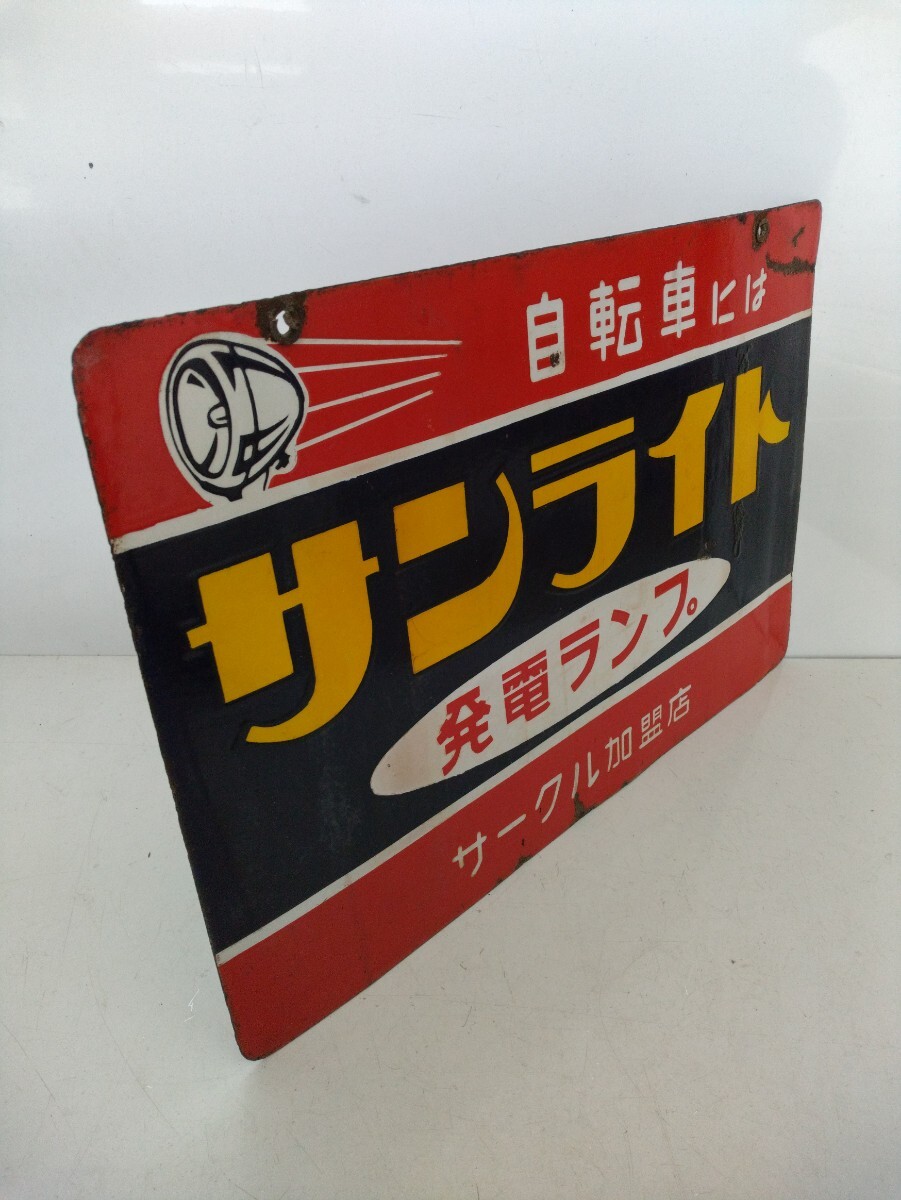 自転車には
サンライト
発電ランプ。
サークル加盟店